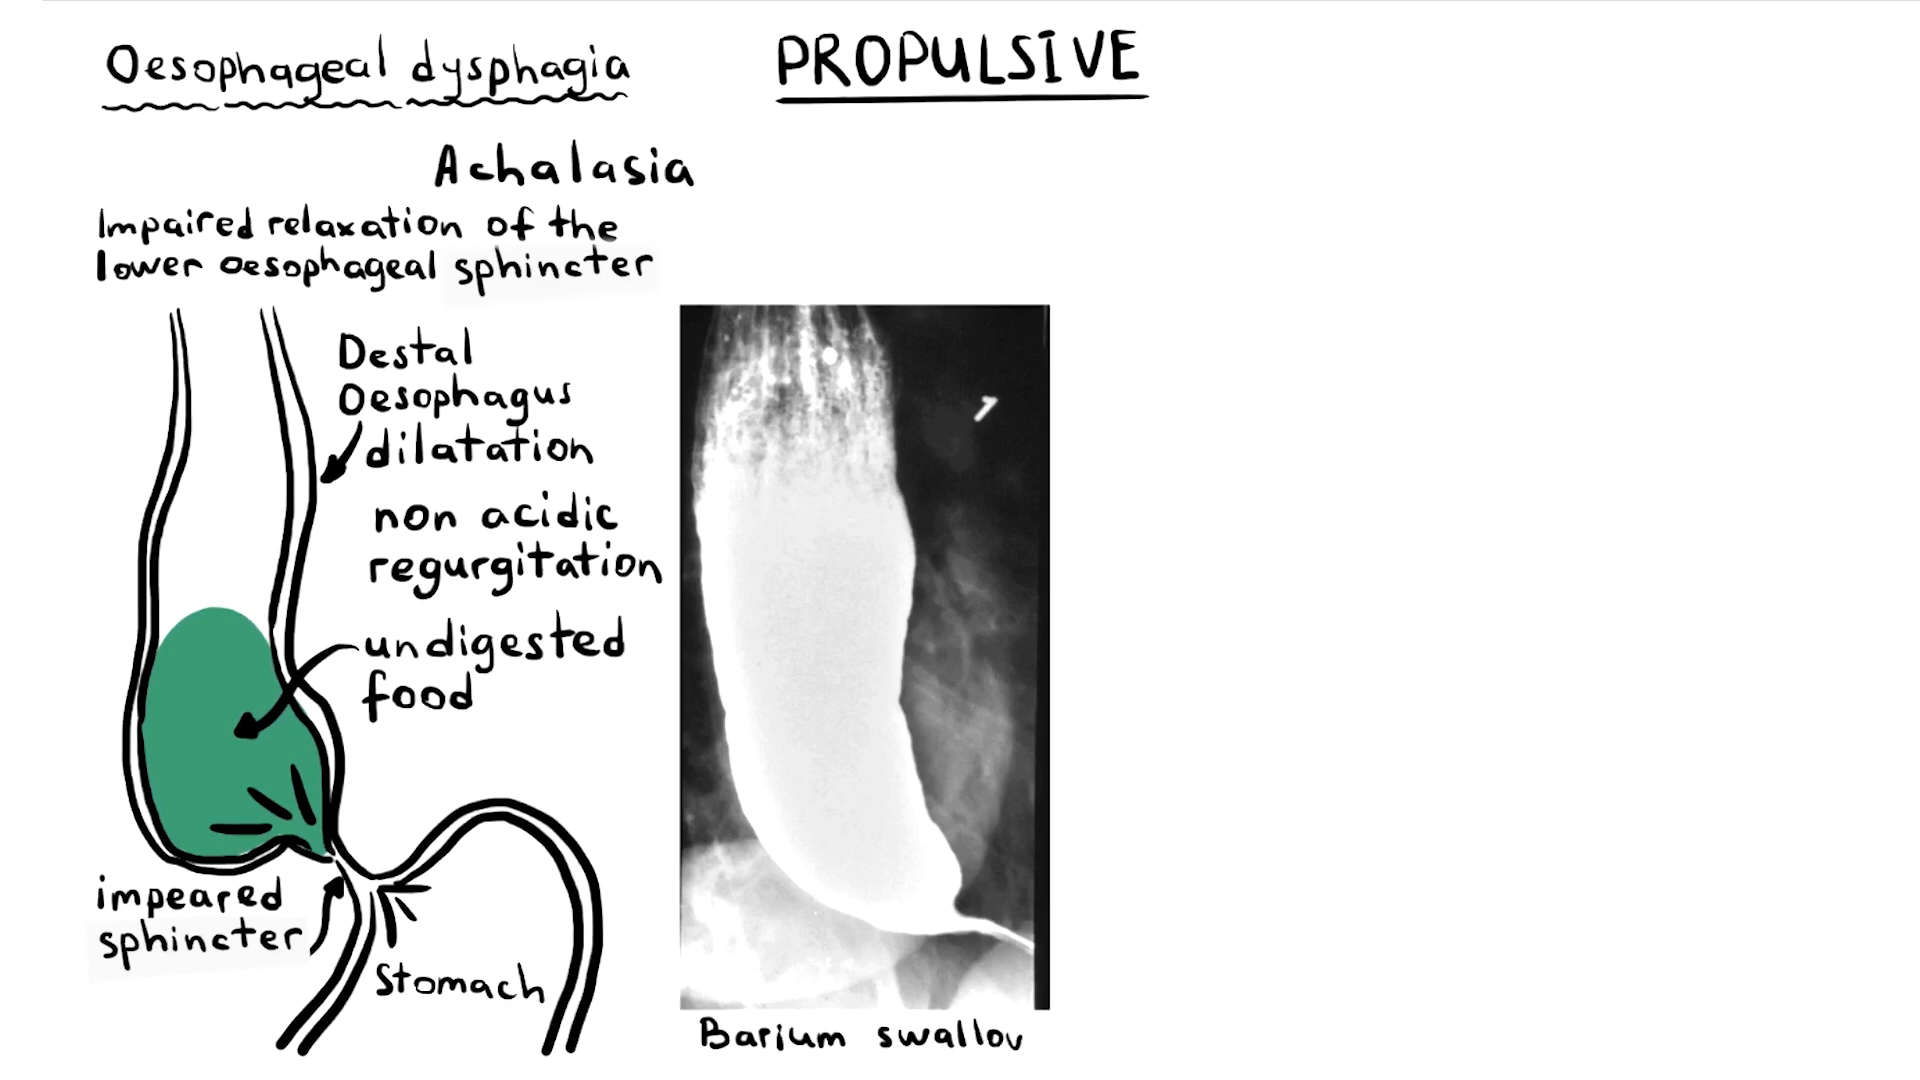 Oesophageal dysphagia
PROPULSIVE
Achalasia
Impaired relaxation of the
lower oesophageal sphincter
Destal
Oesophagus
dilatation
non acidic
regurgitation
undigested
food
impeared
sphincter
Stomach
1
Barium swallow